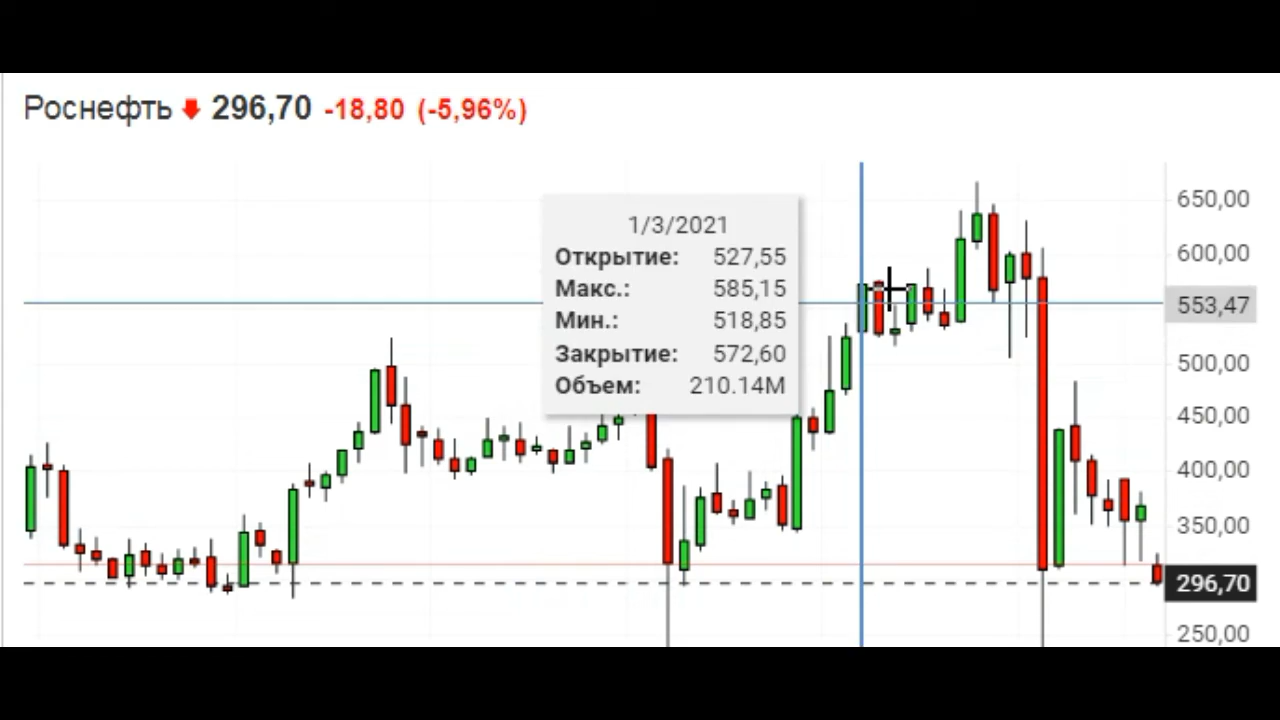 Роснефть 296,70 -18,80 (-5,96%)
1/3/2021
Открытие: 527,55
Макс.: 585,15
Мин.: 518,85
Закрытие: 572,60
Объем: 210.14M
650,00
600,00
553,47
500,00
450,00
400,00
350,00
296,70
250,00